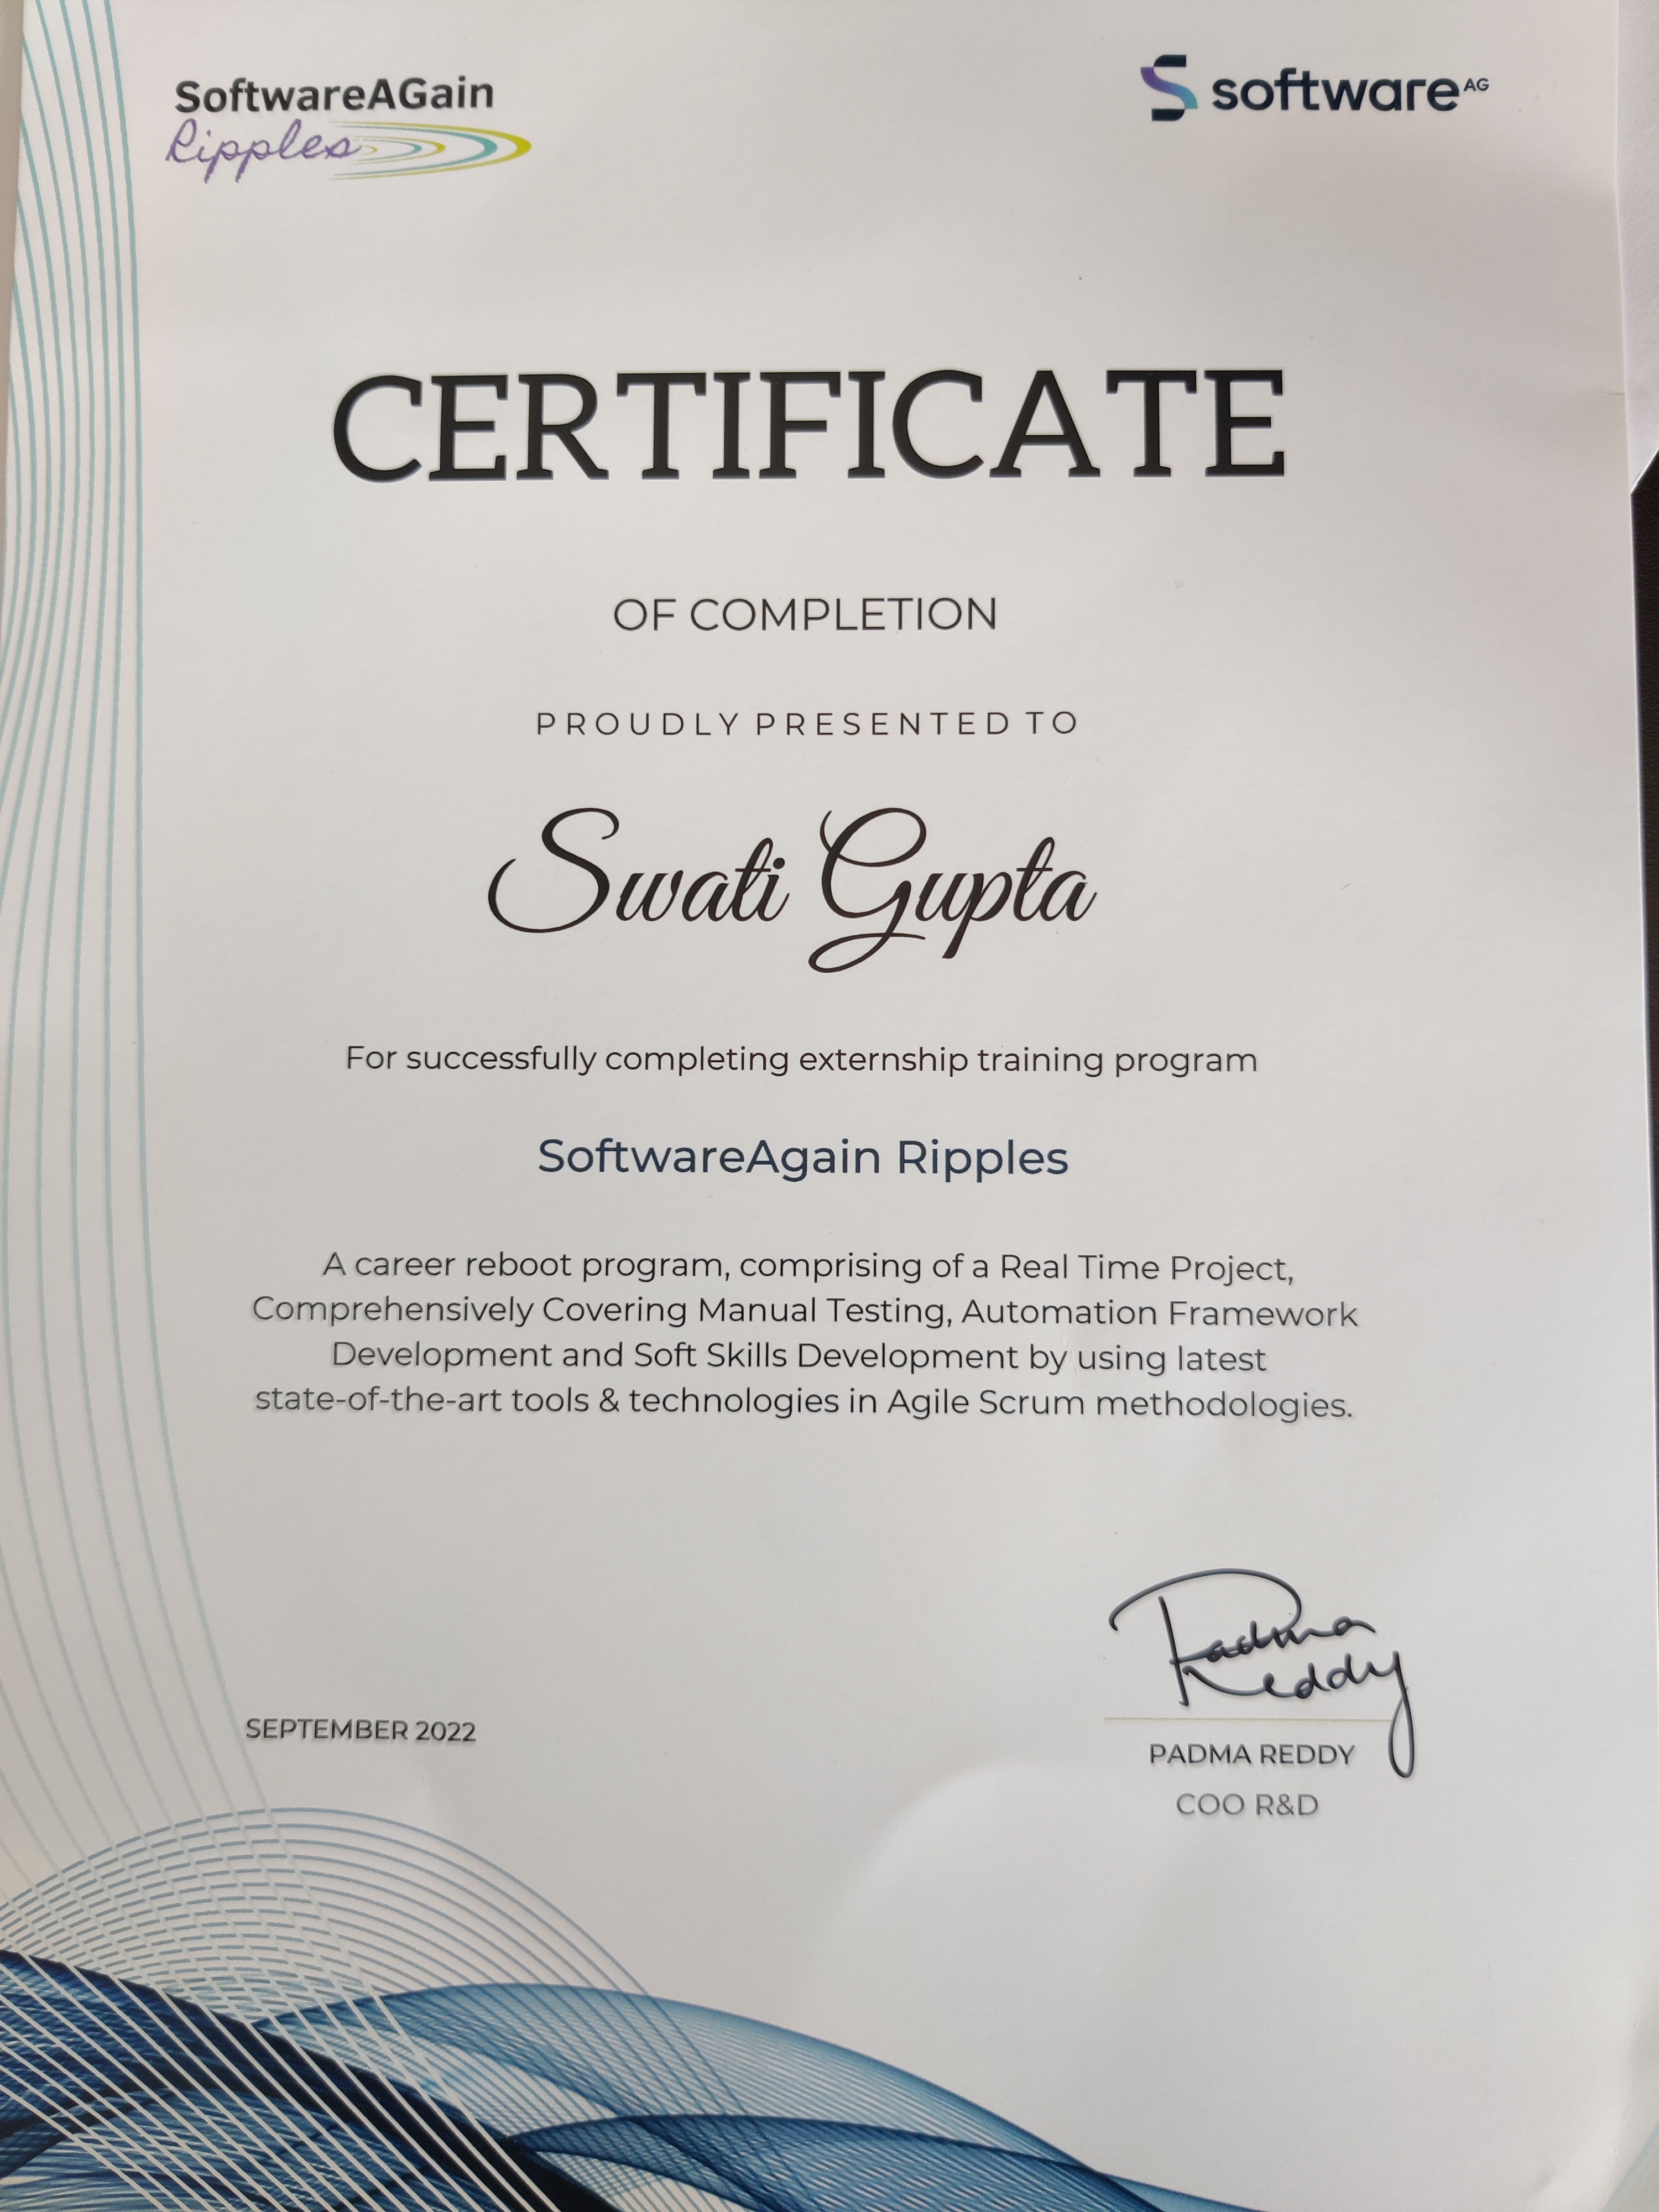 SoftwareAGain
Ripples
software AG
CERTIFICATE
OF COMPLETION
PROUDLY PRESENTED TO
Swati Gupta
For successfully completing externship training program
SoftwareAgain Ripples
A career reboot program, comprising of a Real Time Project,
Comprehensively Covering Manual Testing, Automation Framework
Development and Soft Skills Development by using latest
state-of-the-art tools & technologies in Agile Scrum methodologies.
Padma
Reddy
SEPTEMBER 2022
PADMA REDDY
COO R&D